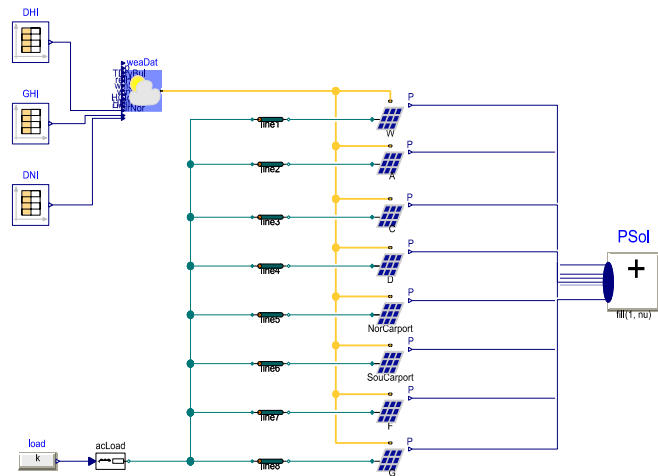 DHI
weaDat
TDryBul
GHI
DNI
P
line1
W
P
line2
A
P
line3
C
P
line4
D
PSol
+
fill(1, nu)
P
line5
NorCarport
P
line6
SouCarport
P
line7
F
P
load
k
acLoad
line8
G